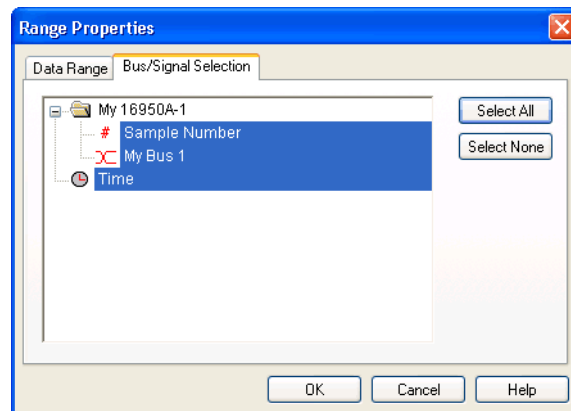 Range Properties
Data Range Bus/Signal Selection
My 16950A-1
Select All
# Sample Number
My Bus 1
Select None
Time
OK Cancel Help